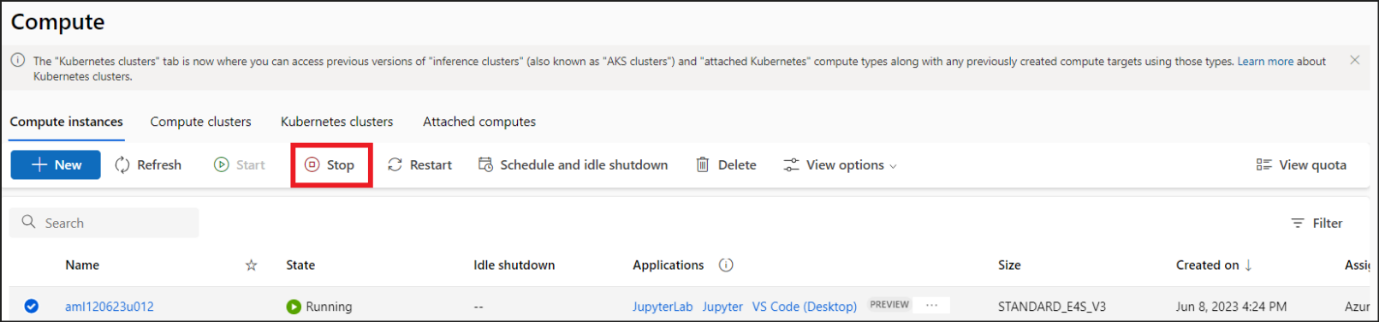 Compute
The "Kubernetes clusters" tab is now where you can access previous versions of "inference clusters" (also known as "AKS clusters") and "attached Kubernetes" compute types along with any previously created compute targets using those types. Learn more about
Kubernetes clusters.
Compute instances Compute clusters Kubernetes clusters Attached computes
New Refresh Start Stop Restart Schedule and idle shutdown Delete View options View quota
Search Filter
Name State Idle shutdown Applications Size Created on Assig
aml120623u012 Running -- JupyterLab Jupyter VS Code (Desktop) PREVIEW ... STANDARD_E4S_V3 Jun 8, 2023 4:24 PM Azur